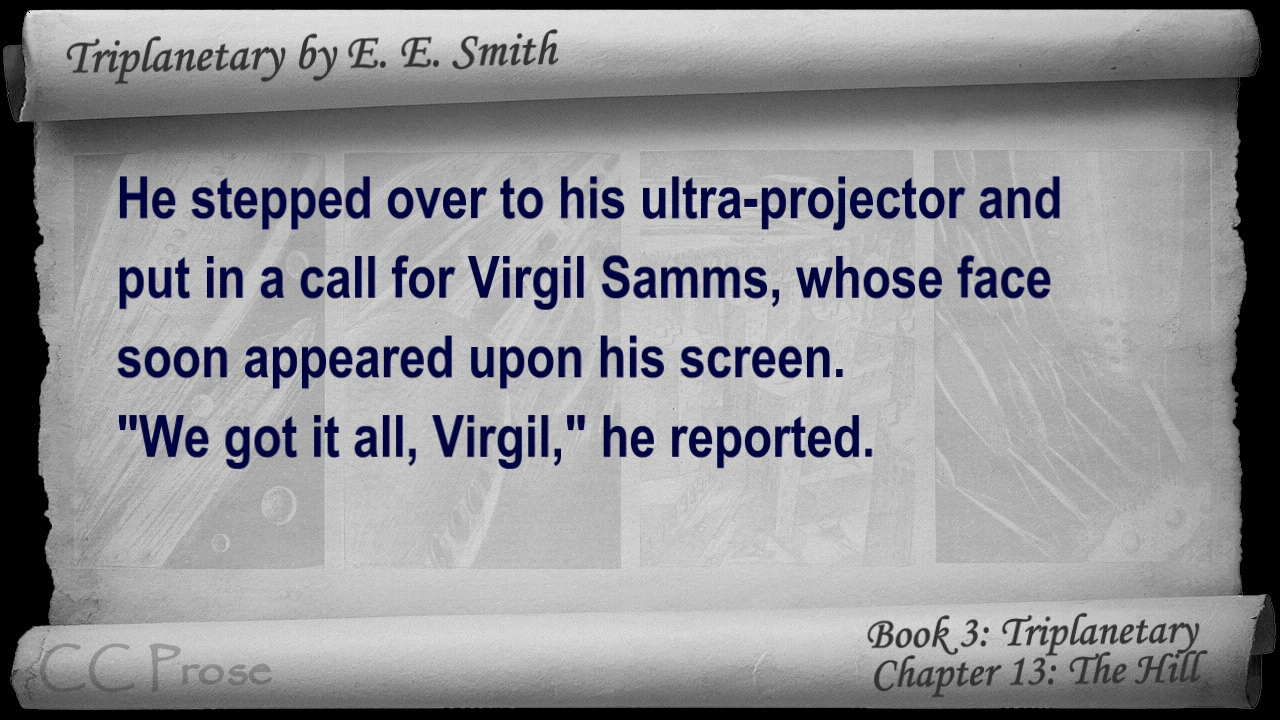 Triplanetary by E. E. Smith
He stepped over to his ultra-projector and
put in a call for Virgil Samms, whose face
soon appeared upon his screen.
"We got it all, Virgil," he reported.
CC Prose
Book 3: Triplanetary
Chapter 13: The Hill